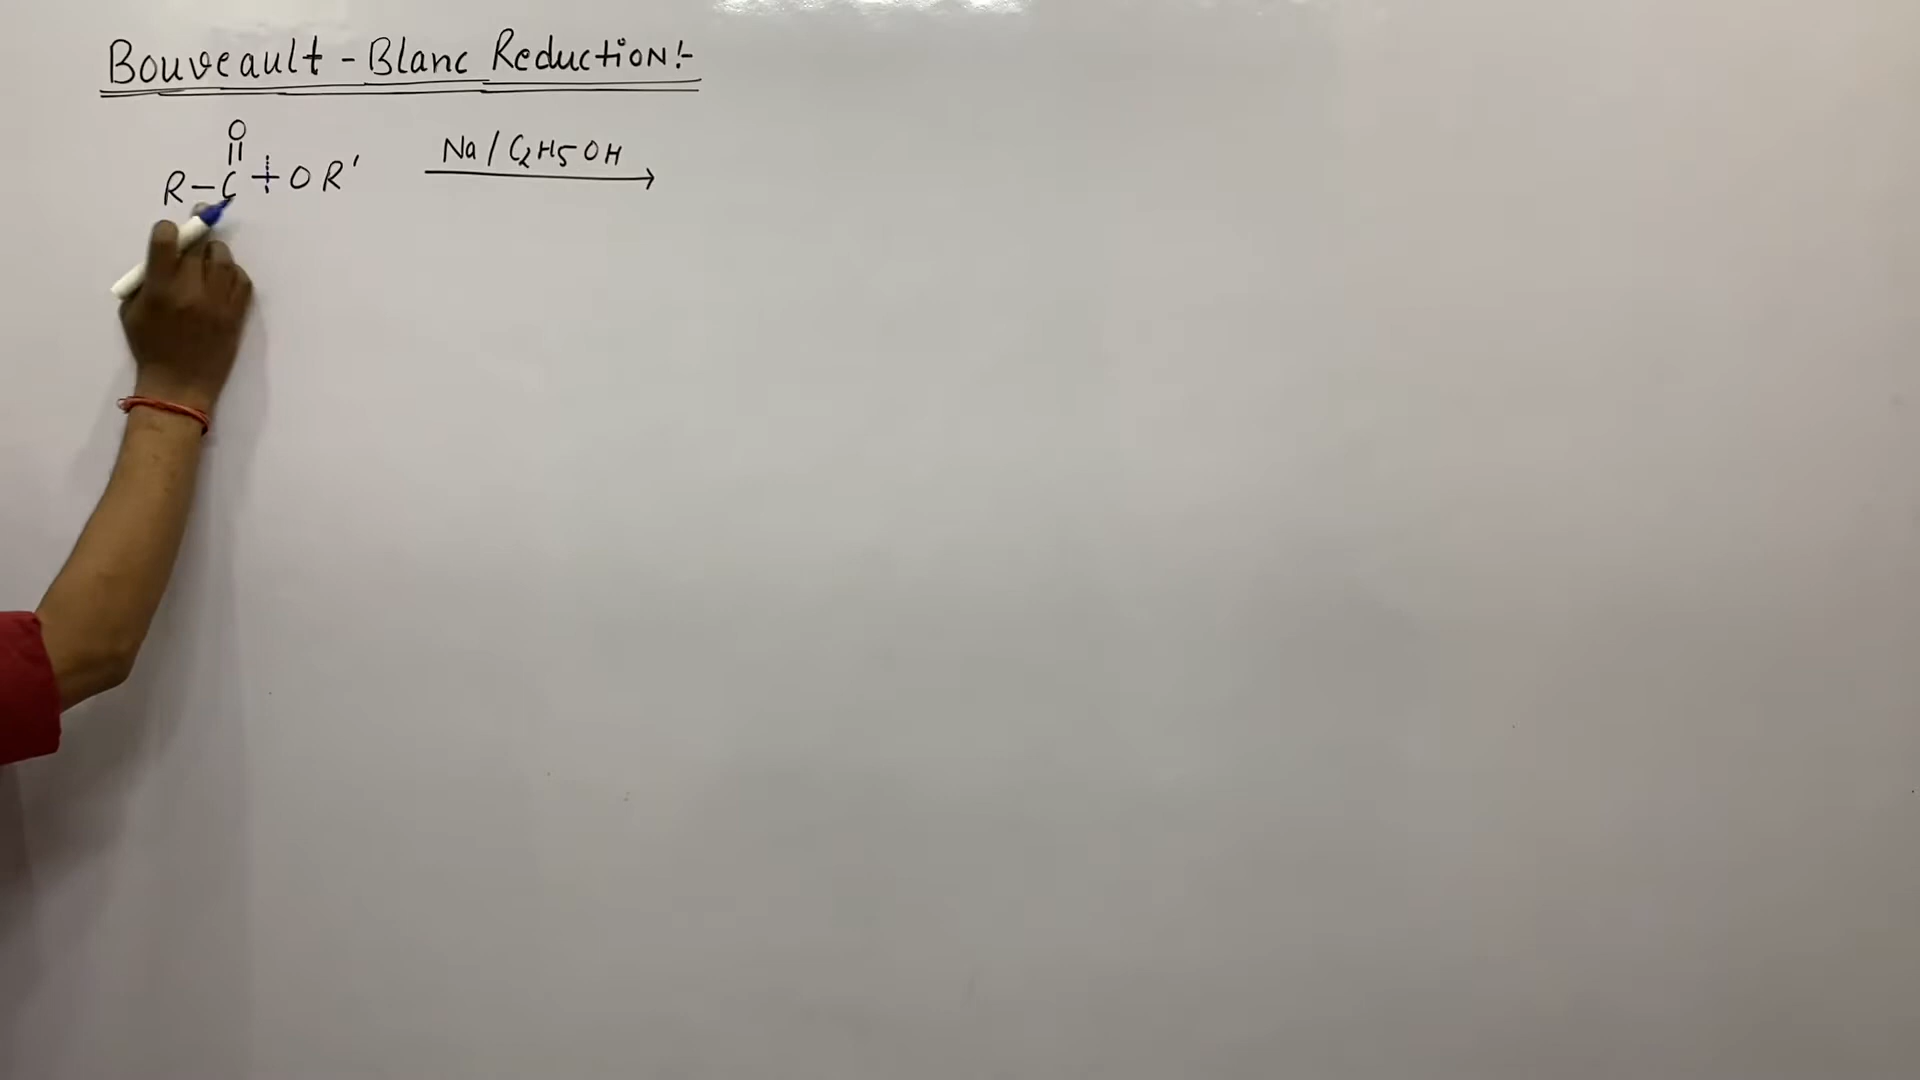 Bouveault - Blanc Reduction!-
O
||
R-C+OR' Na/C2H5OH